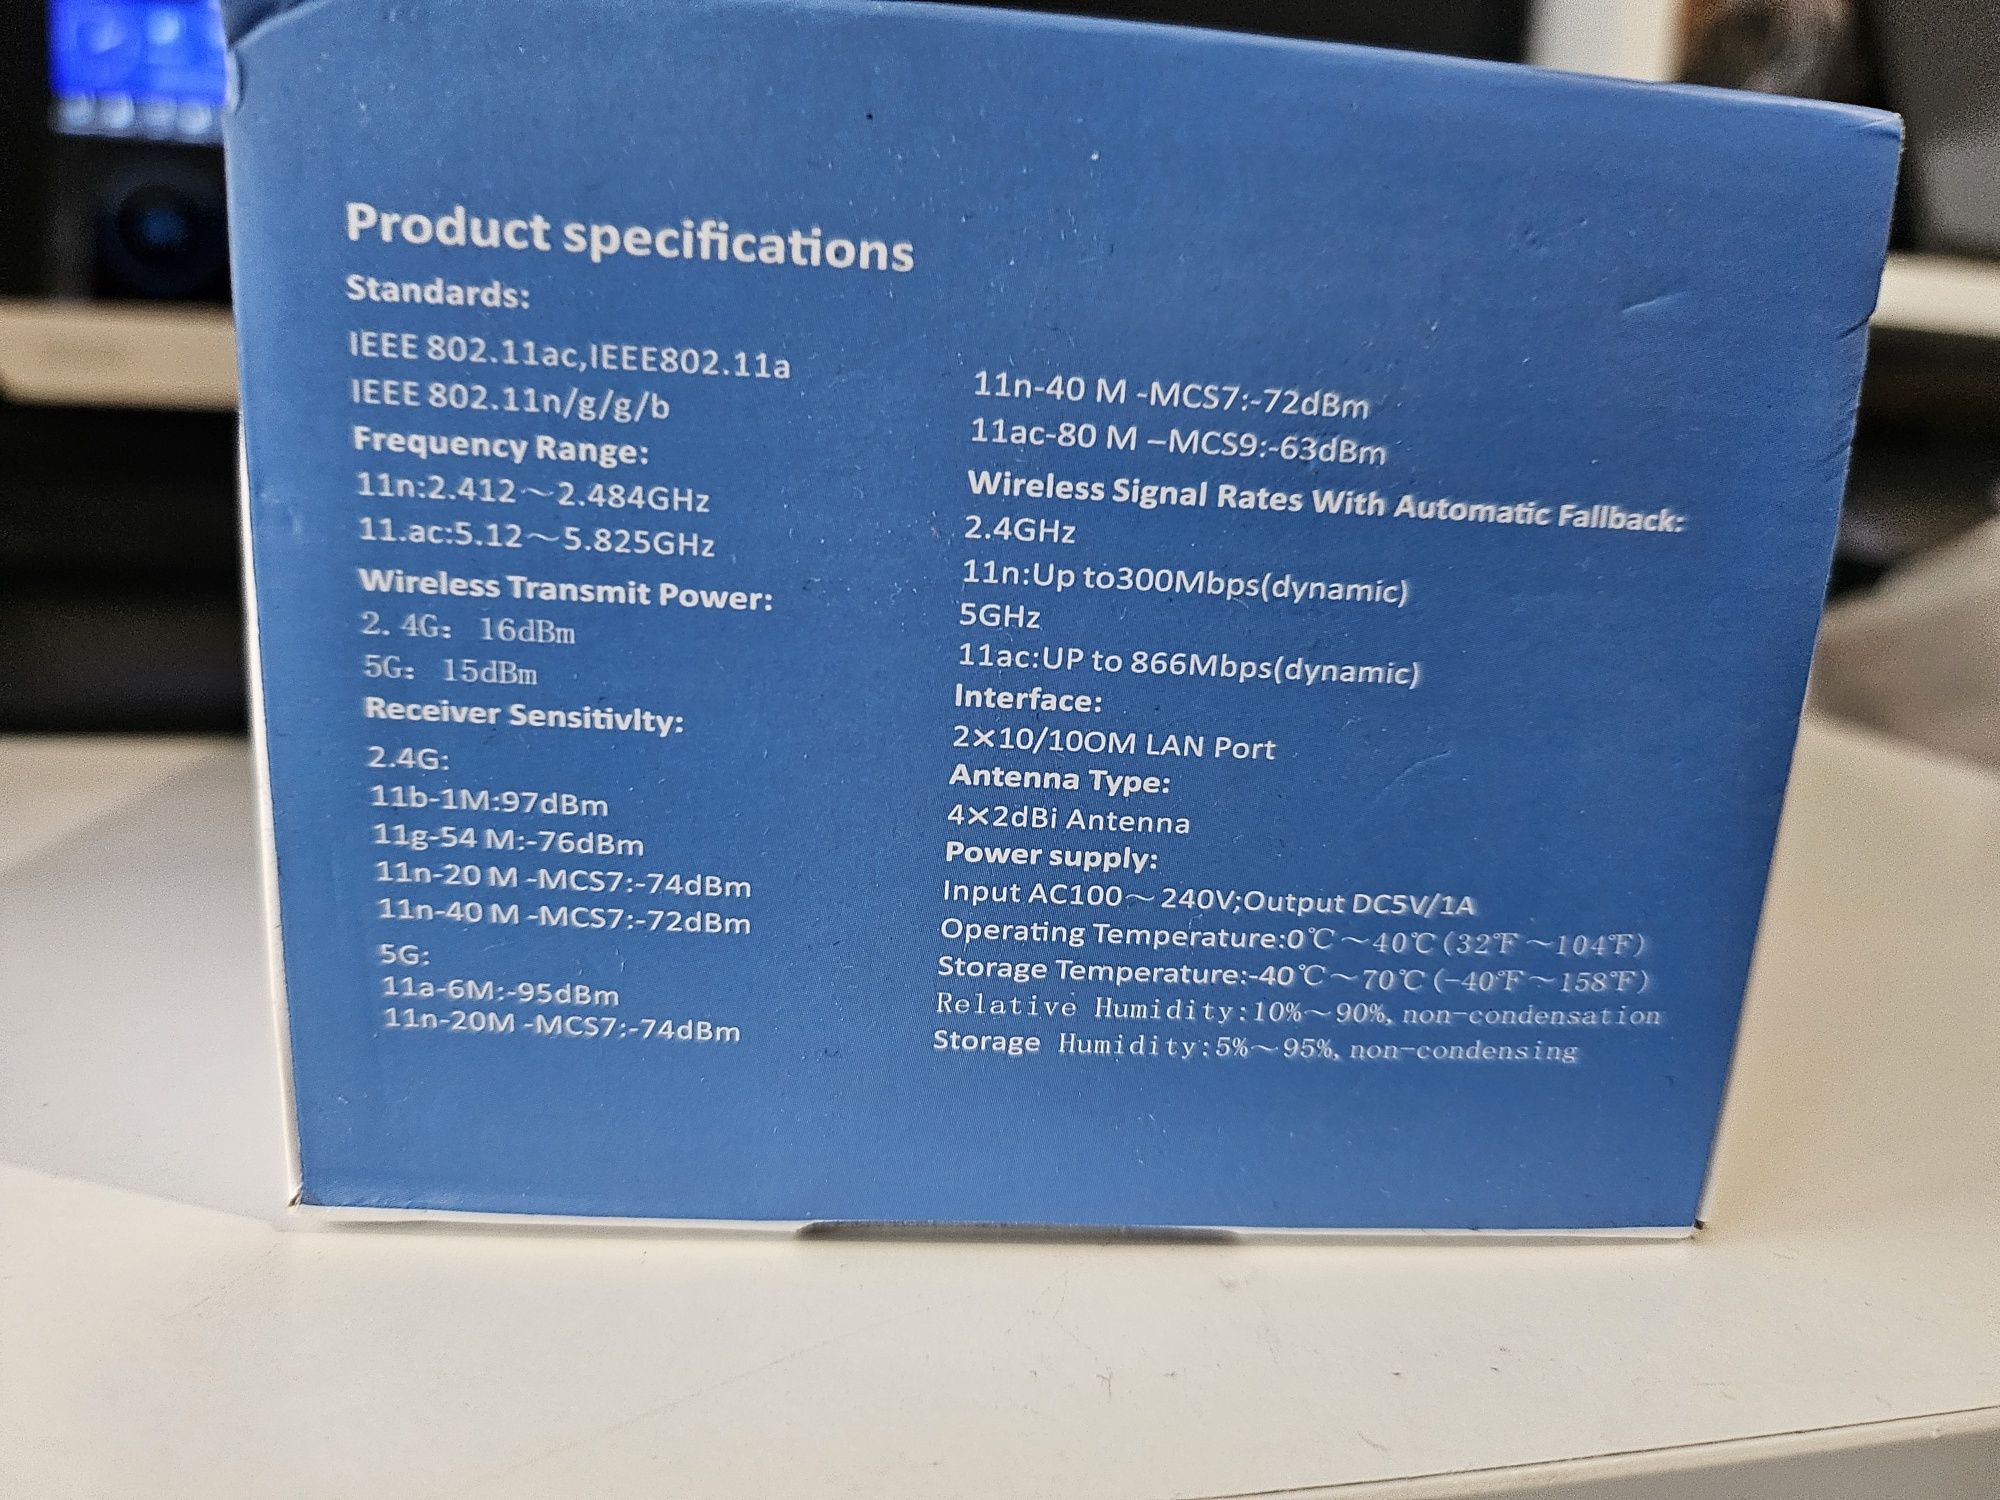 Product specifications
Standards:
IEEE 802.11ac,IEEE802.11a
IEEE 802.11n/g/g/b
Frequency Range:
11n:2.412～2.484GHz
11.ac:5.12～5.825GHz
Wireless Transmit Power:
2. 4G： 16dBm
5G： 15dBm
Receiver Sensitivlty:
2.4G:
11b-1M:97dBm
11g-54 M:-76dBm
11n-20 M -MCS7:-74dBm
11n-40 M -MCS7:-72dBm
5G:
11a-6M:-95dBm
11n-20M -MCS7:-74dBm
11n-40 M -MCS7:-72dBm
11ac-80 M –MCS9:-63dBm
Wireless Signal Rates With Automatic Fallback:
2.4GHz
11n:Up to300Mbps(dynamic)
5GHz
11ac:UP to 866Mbps(dynamic)
Interface:
2×10/10OM LAN Port
Antenna Type:
4×2dBi Antenna
Power supply:
Input AC100～240V;Output DC5V/1A
Operating Temperature:0℃～40℃(32℉～104℉)
Storage Temperature:-40℃～70℃(-40℉～158℉)
Relative Humidity:10%～90%, non-condensation
Storage Humidity:5%～95%, non-condensing